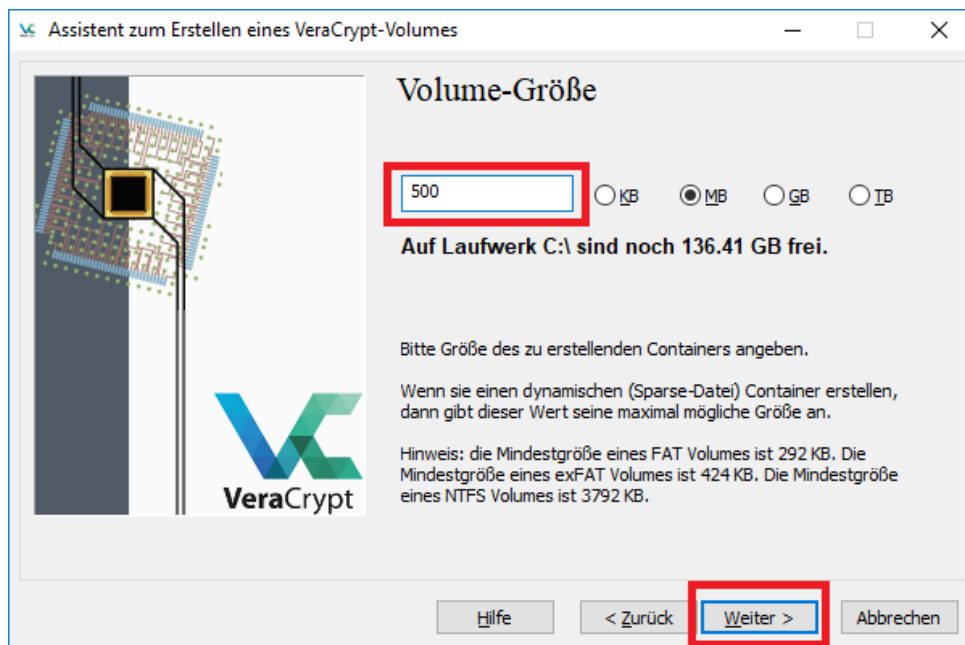 Assistent zum Erstellen eines VeraCrypt-Volumes
Volume-Größe
500
KB MB GB TB
Auf Laufwerk C:\ sind noch 136.41 GB frei.
Bitte Größe des zu erstellenden Containers angeben.
Wenn sie einen dynamischen (Sparse-Datei) Container erstellen,
dann gibt dieser Wert seine maximal mögliche Größe an.
Hinweis: die Mindestgröße eines FAT Volumes ist 292 KB. Die
Mindestgröße eines exFAT Volumes ist 424 KB. Die Mindestgröße
eines NTFS Volumes ist 3792 KB.
VeraCrypt
Hilfe < Zurück Weiter > Abbrechen